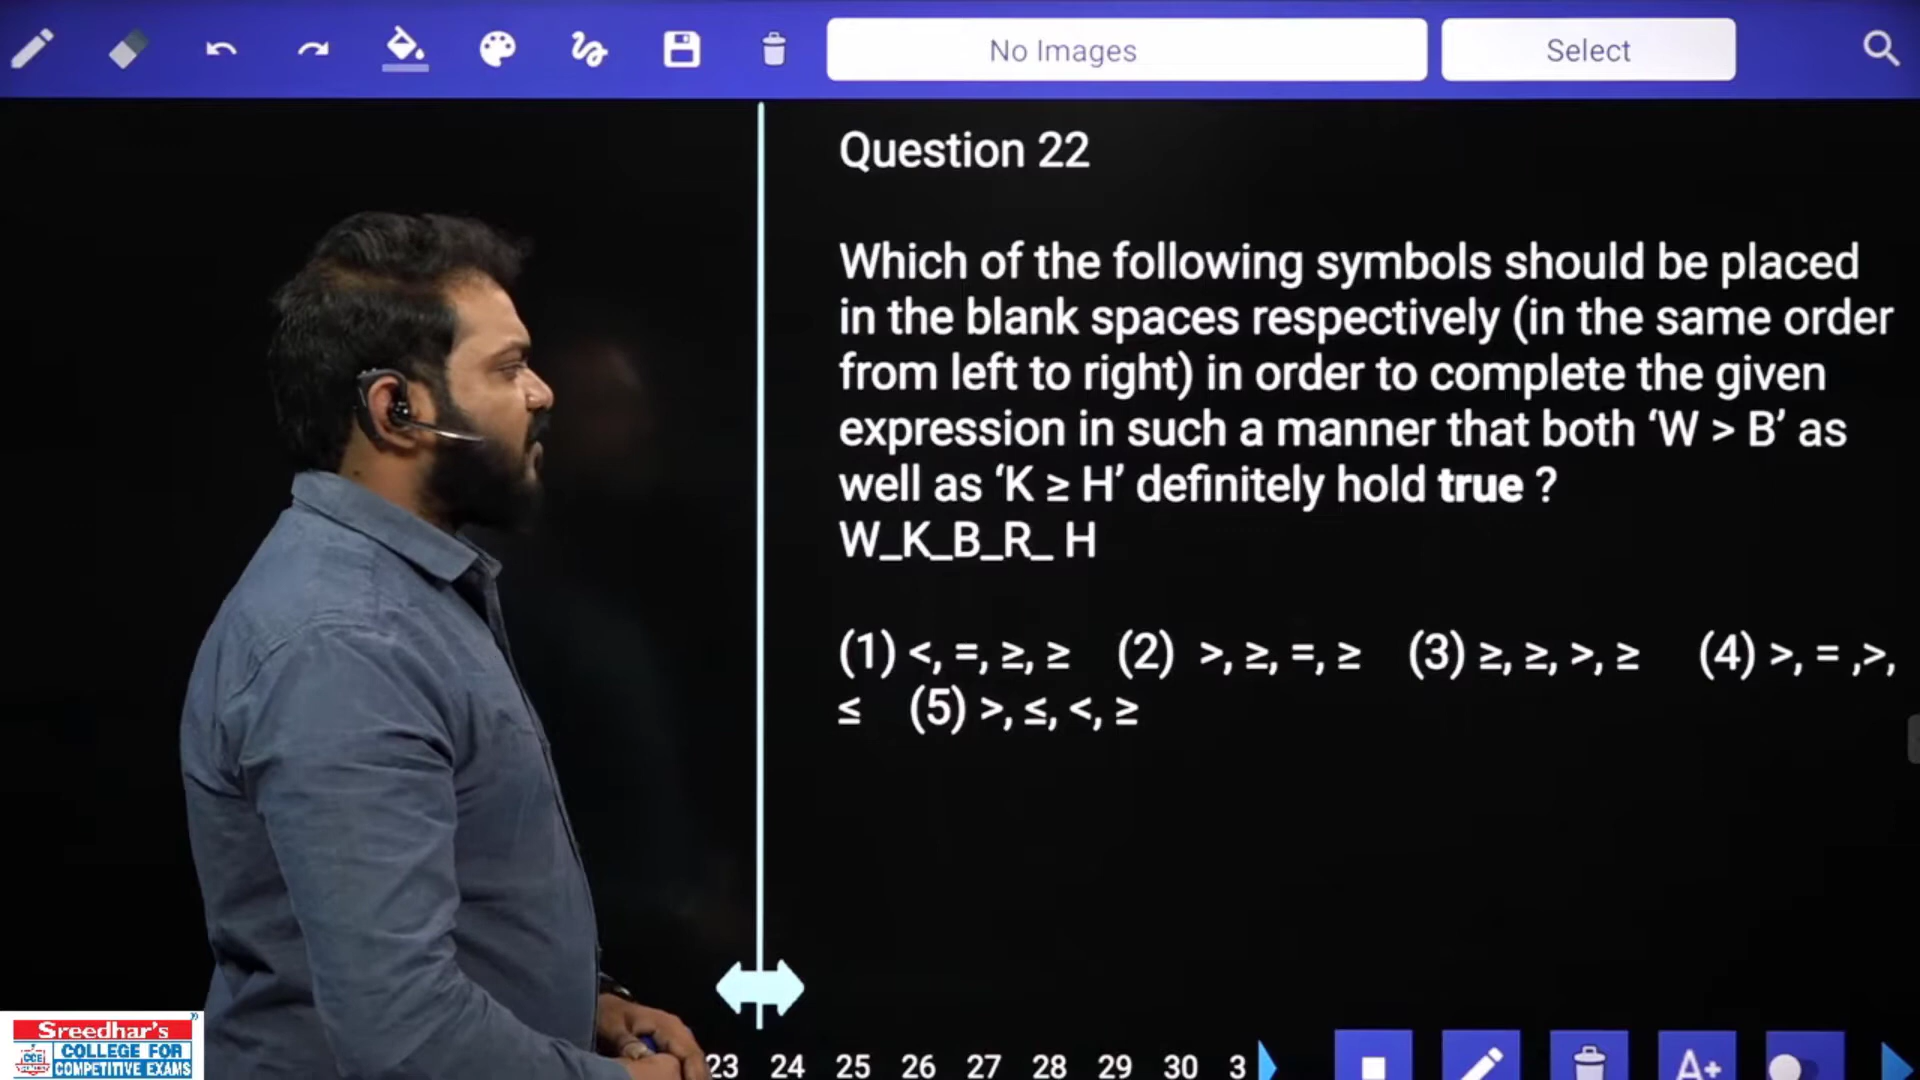 No Images
Select
Question 22
Which of the following symbols should be placed
in the blank spaces respectively (in the same order
from left to right) in order to complete the given
expression in such a manner that both ‘W > B’ as
well as ‘K ≥ H’ definitely hold true ?
W_K_B_R_ H
(1) <, =, ≥, ≥ (2) >, ≥, =, ≥ (3) ≥, ≥, >, ≥ (4) >, = ,>,
≤ (5) >, ≤, <, ≥
23 24 25 26 27 28 29 30 3
A+
Sreedhar's
CCE
COLLEGE FOR
COMPETITIVE EXAMS